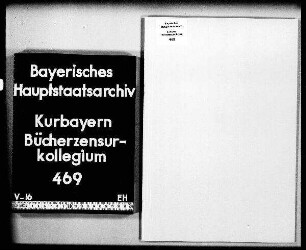 Bayerisches
Hauptstaatsarchiv
Kurbayern
Bücherzensur-
kollegium
469
V-16 EH